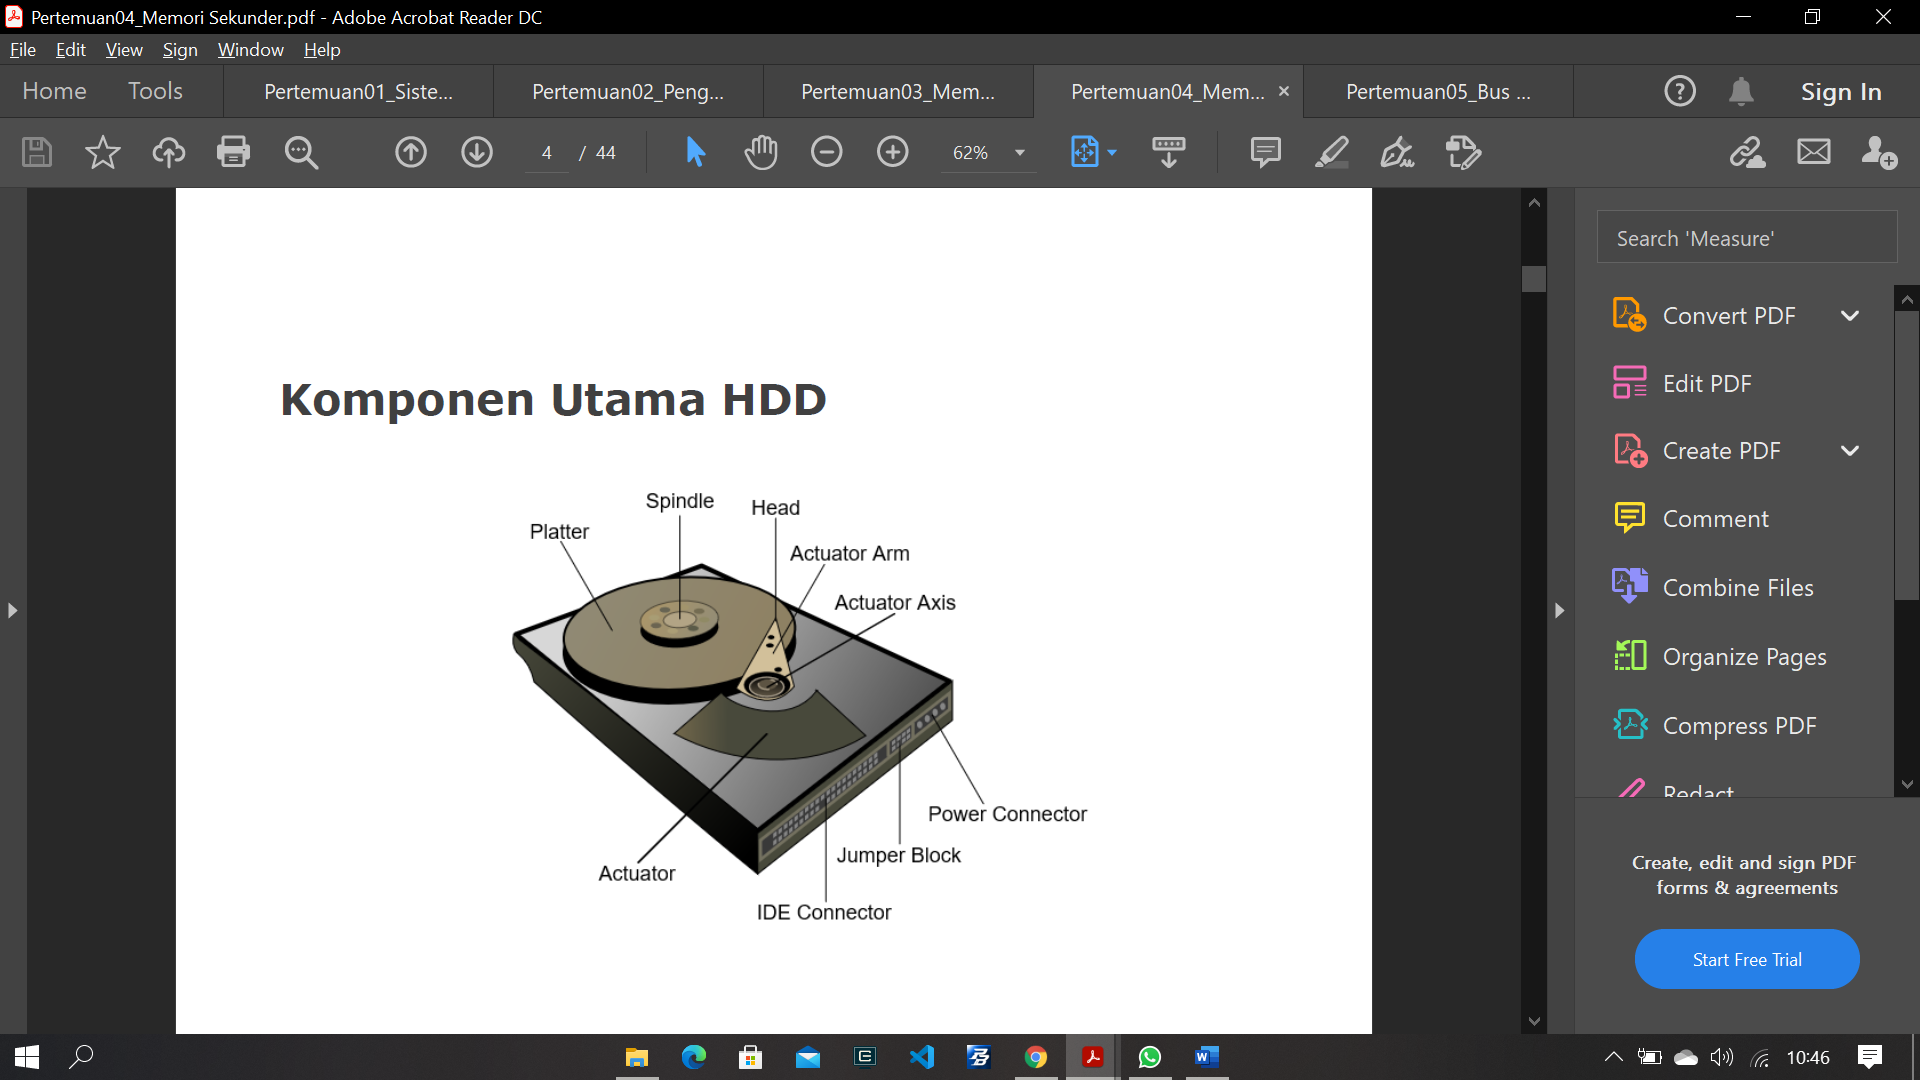 Pertemuan04_Memori Sekunder.pdf - Adobe Acrobat Reader DC
File Edit View Sign Window Help
Home Tools Pertemuan01_Siste... Pertemuan02_Peng... Pertemuan03_Mem... Pertemuan04_Mem... Pertemuan05_Bus ... Sign In
4 / 44 62%
Komponen Utama HDD
Spindle
Head
Platter
Actuator Arm
Actuator Axis
Power Connector
Jumper Block
Actuator
IDE Connector
Search 'Measure'
Convert PDF
Edit PDF
Create PDF
Comment
Combine Files
Organize Pages
Compress PDF
Redact
Create, edit and sign PDF
forms & agreements
Start Free Trial
10:46